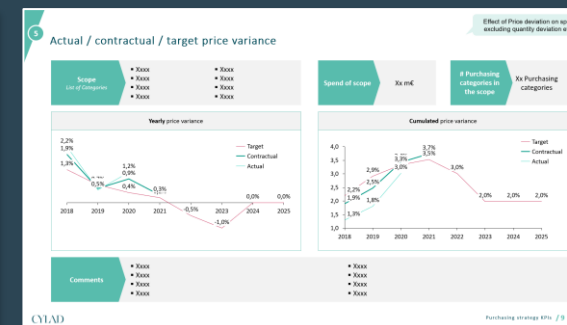 Effect of Price deviation on
excluding quantity deviation
5
Actual / contractual / target price variance
Scope
List of Categories
• Xxxx
• Xxxx
• Xxxx
• Xxxx
• Xxxx
• Xxxx
• Xxxx
• Xxxx
Spend of scope
Xx m€
# Purchasing
categories in
the scope
Xx Purchasing
categories
Yearly price variance
2,2%
1,9%
1,3%
0,5%
1,2%
0,9%
0,4%
0,3%
-0,5%
-1,0%
0,0%
0,0%
Target
Contractual
Actual
2018 2019 2020 2021 2022 2023 2024 2025
Cumulated price variance
4,0
3,5
3,0
2,5
2,0
1,5
1,0
2,2%
1,9%
1,3%
2,9%
2,5%
1,8%
3,3%
3,0%
3,7%
3,5%
3,0%
2,0%
2,0%
2,0%
Target
Contractual
Actual
2018 2019 2020 2021 2022 2023 2024 2025
Comments
• Xxxx
• Xxxx
• Xxxx
• Xxxx
• Xxxx
• Xxxx
• Xxxx
• Xxxx
CYLAD
Purchasing strategy KPIs / 9